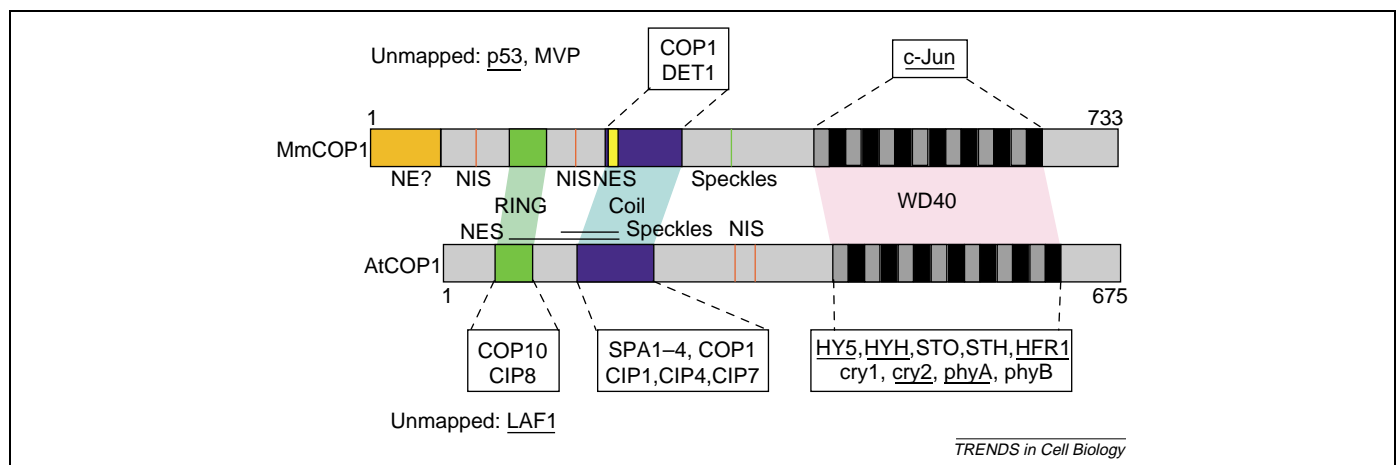 Unmapped: p53, MVP
COP1
DET1
c-Jun
1
733
MmCOP1
NE?
NIS
NIS
NES
Speckles
RING
Coil
WD40
NES
Speckles
NIS
AtCOP1
1
675
COP10
CIP8
SPA1–4, COP1
CIP1,CIP4,CIP7
HY5,HYH,STO,STH,HFR1
cry1, cry2, phyA, phyB
Unmapped: LAF1
TRENDS in Cell Biology